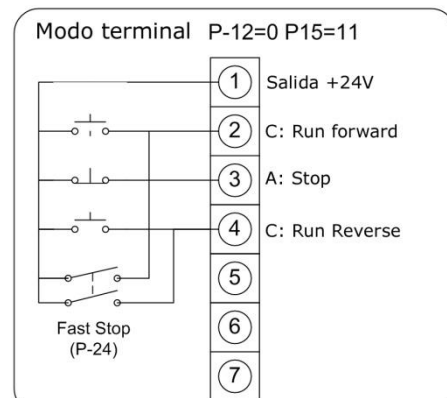 Modo terminal P-12=0 P15=11
1 Salida +24V
2 C: Run forward
3 A: Stop
4 C: Run Reverse
5
6
7
Fast Stop
(P-24)